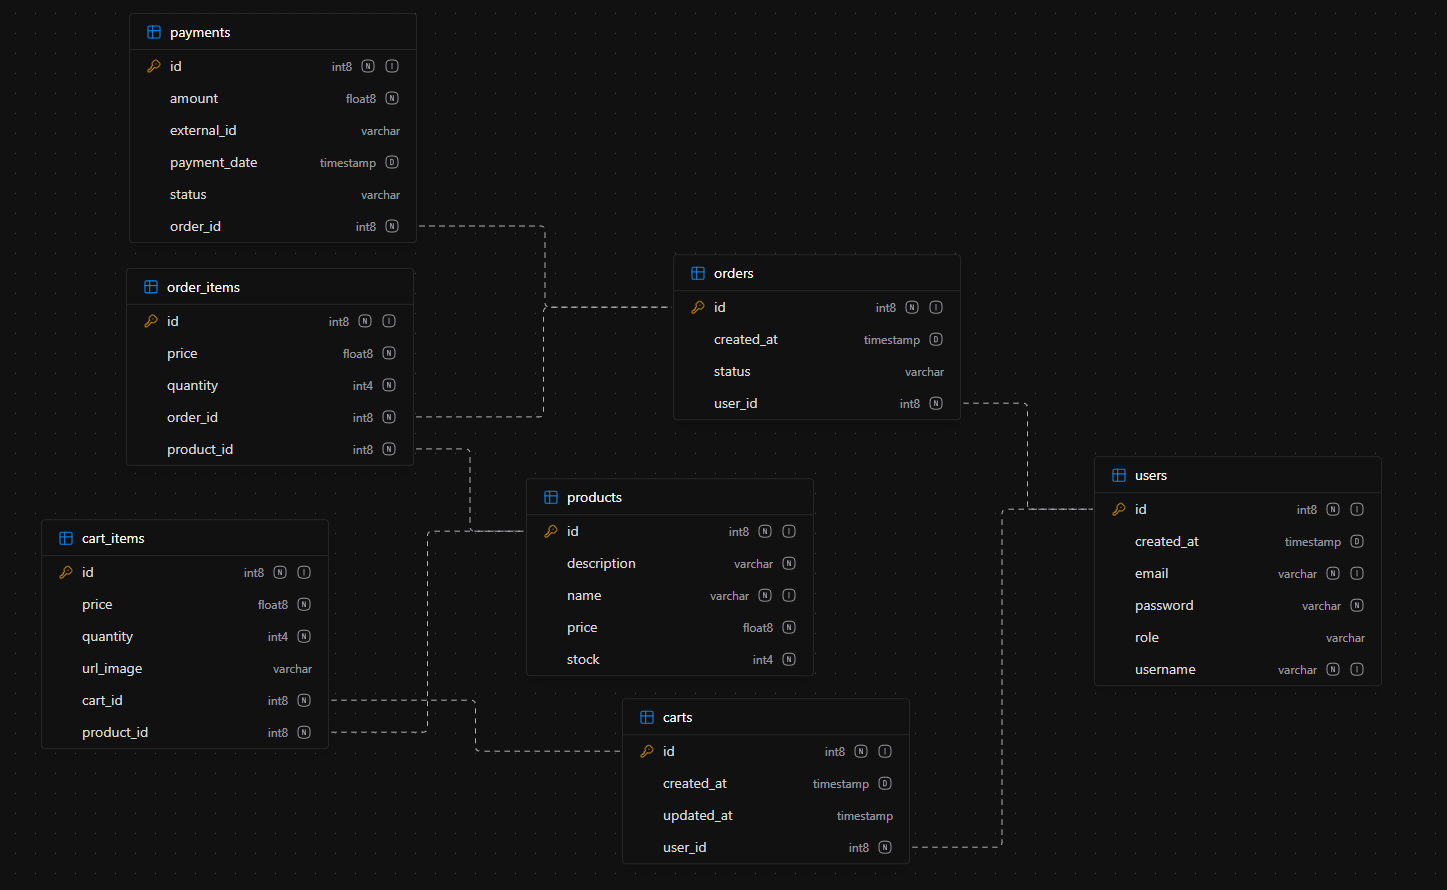 payments
id int8 N I
amount float8 N
external_id varchar
payment_date timestamp D
status varchar
order_id int8 N
order_items
id int8 N I
price float8 N
quantity int4 N
order_id int8 N
product_id int8 N
cart_items
id int8 N I
price float8 N
quantity int4 N
url_image varchar
cart_id int8 N
product_id int8 N
orders
id int8 N I
created_at timestamp D
status varchar
user_id int8 N
products
id int8 N I
description varchar N
name varchar N I
price float8 N
stock int4 N
carts
id int8 N I
created_at timestamp D
updated_at timestamp
user_id int8 N
users
id int8 N I
created_at timestamp D
email varchar N I
password varchar N
role varchar
username varchar N I